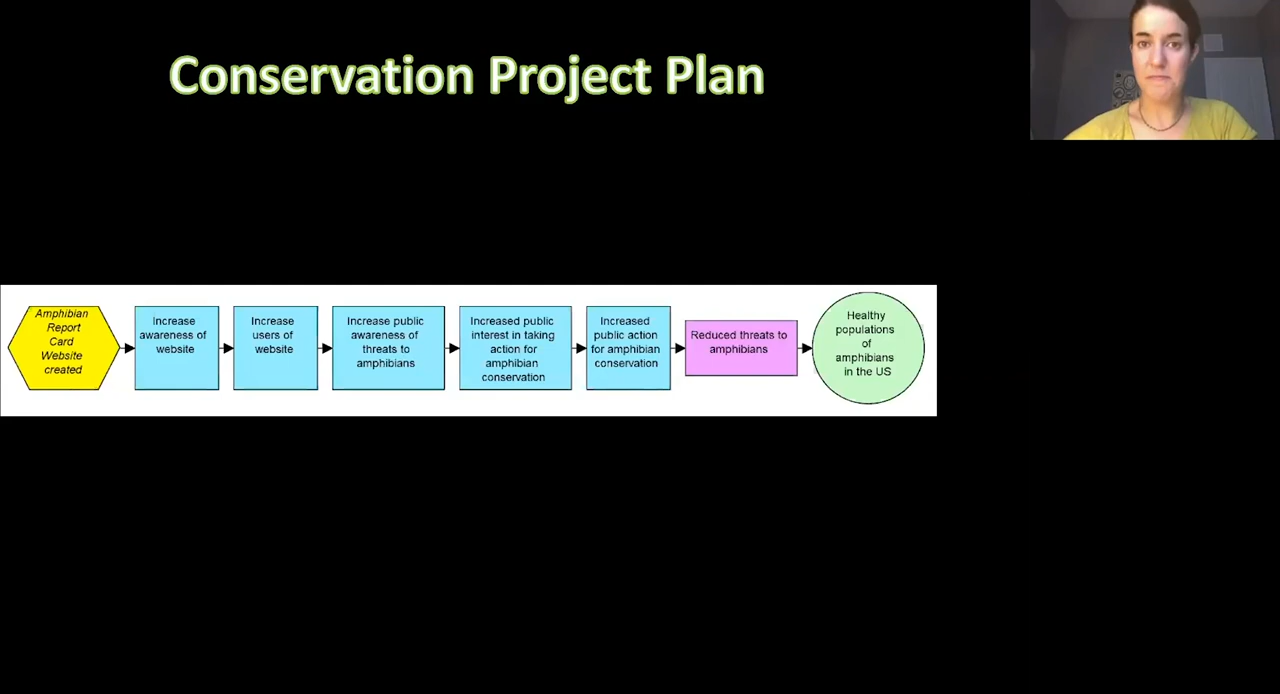 Conservation Project Plan
Amphibian
Report
Card
Website
created
Increase
awareness of
website
Increase
users of
website
Increase public
awareness of
threats to
amphibians
Increased public
interest in taking
action for
amphibian
conservation
Increased
public action
for amphibian
conservation
Reduced threats to
amphibians
Healthy
populations
of
amphibians
in the US